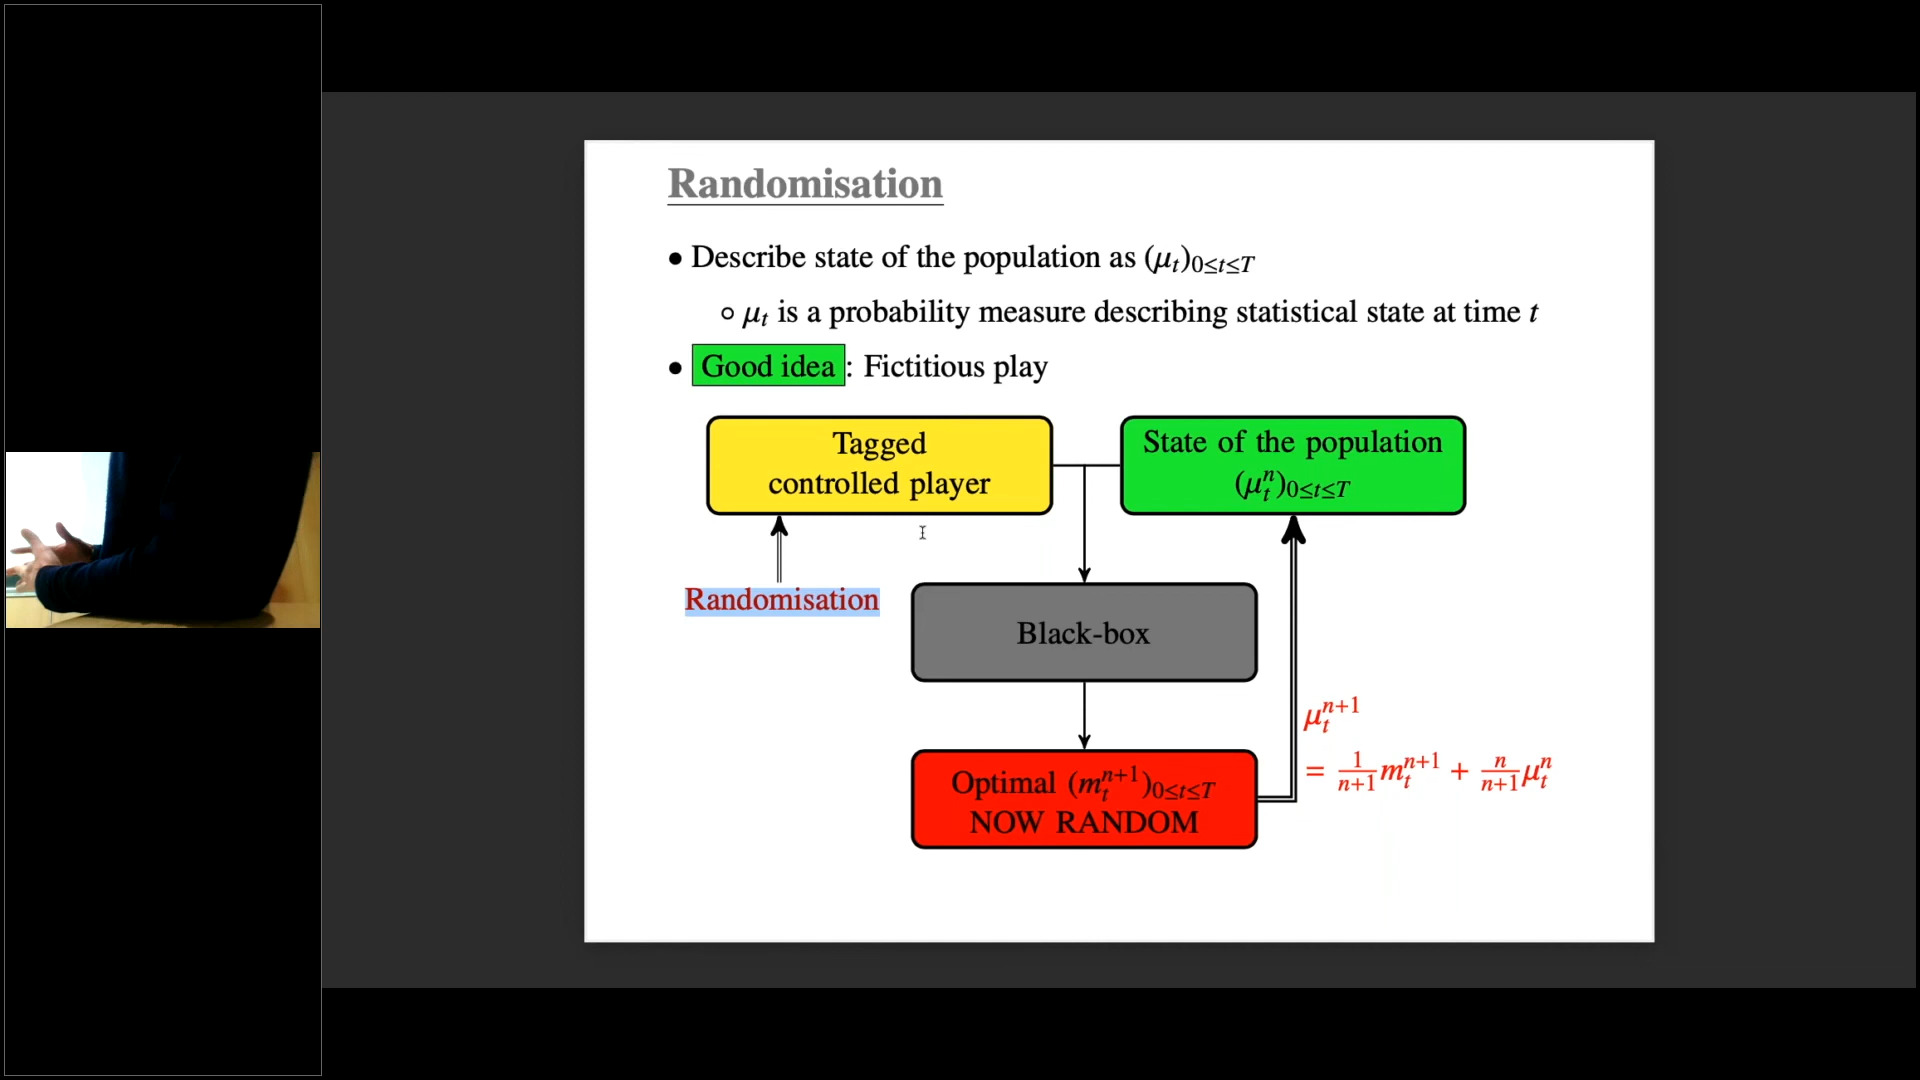 Randomisation
• Describe state of the population as (μ_t)_{0≤t≤T}
∘ μ_t is a probability measure describing statistical state at time t
• Good idea : Fictitious play
Tagged
controlled player
State of the population
(μ_t^n)_{0≤t≤T}
Randomisation
Black-box
μ_t^{n+1}
= \frac{1}{n+1} m_t^{n+1} + \frac{n}{n+1} μ_t^n
Optimal (m_t^{n+1})_{0≤t≤T}
NOW RANDOM